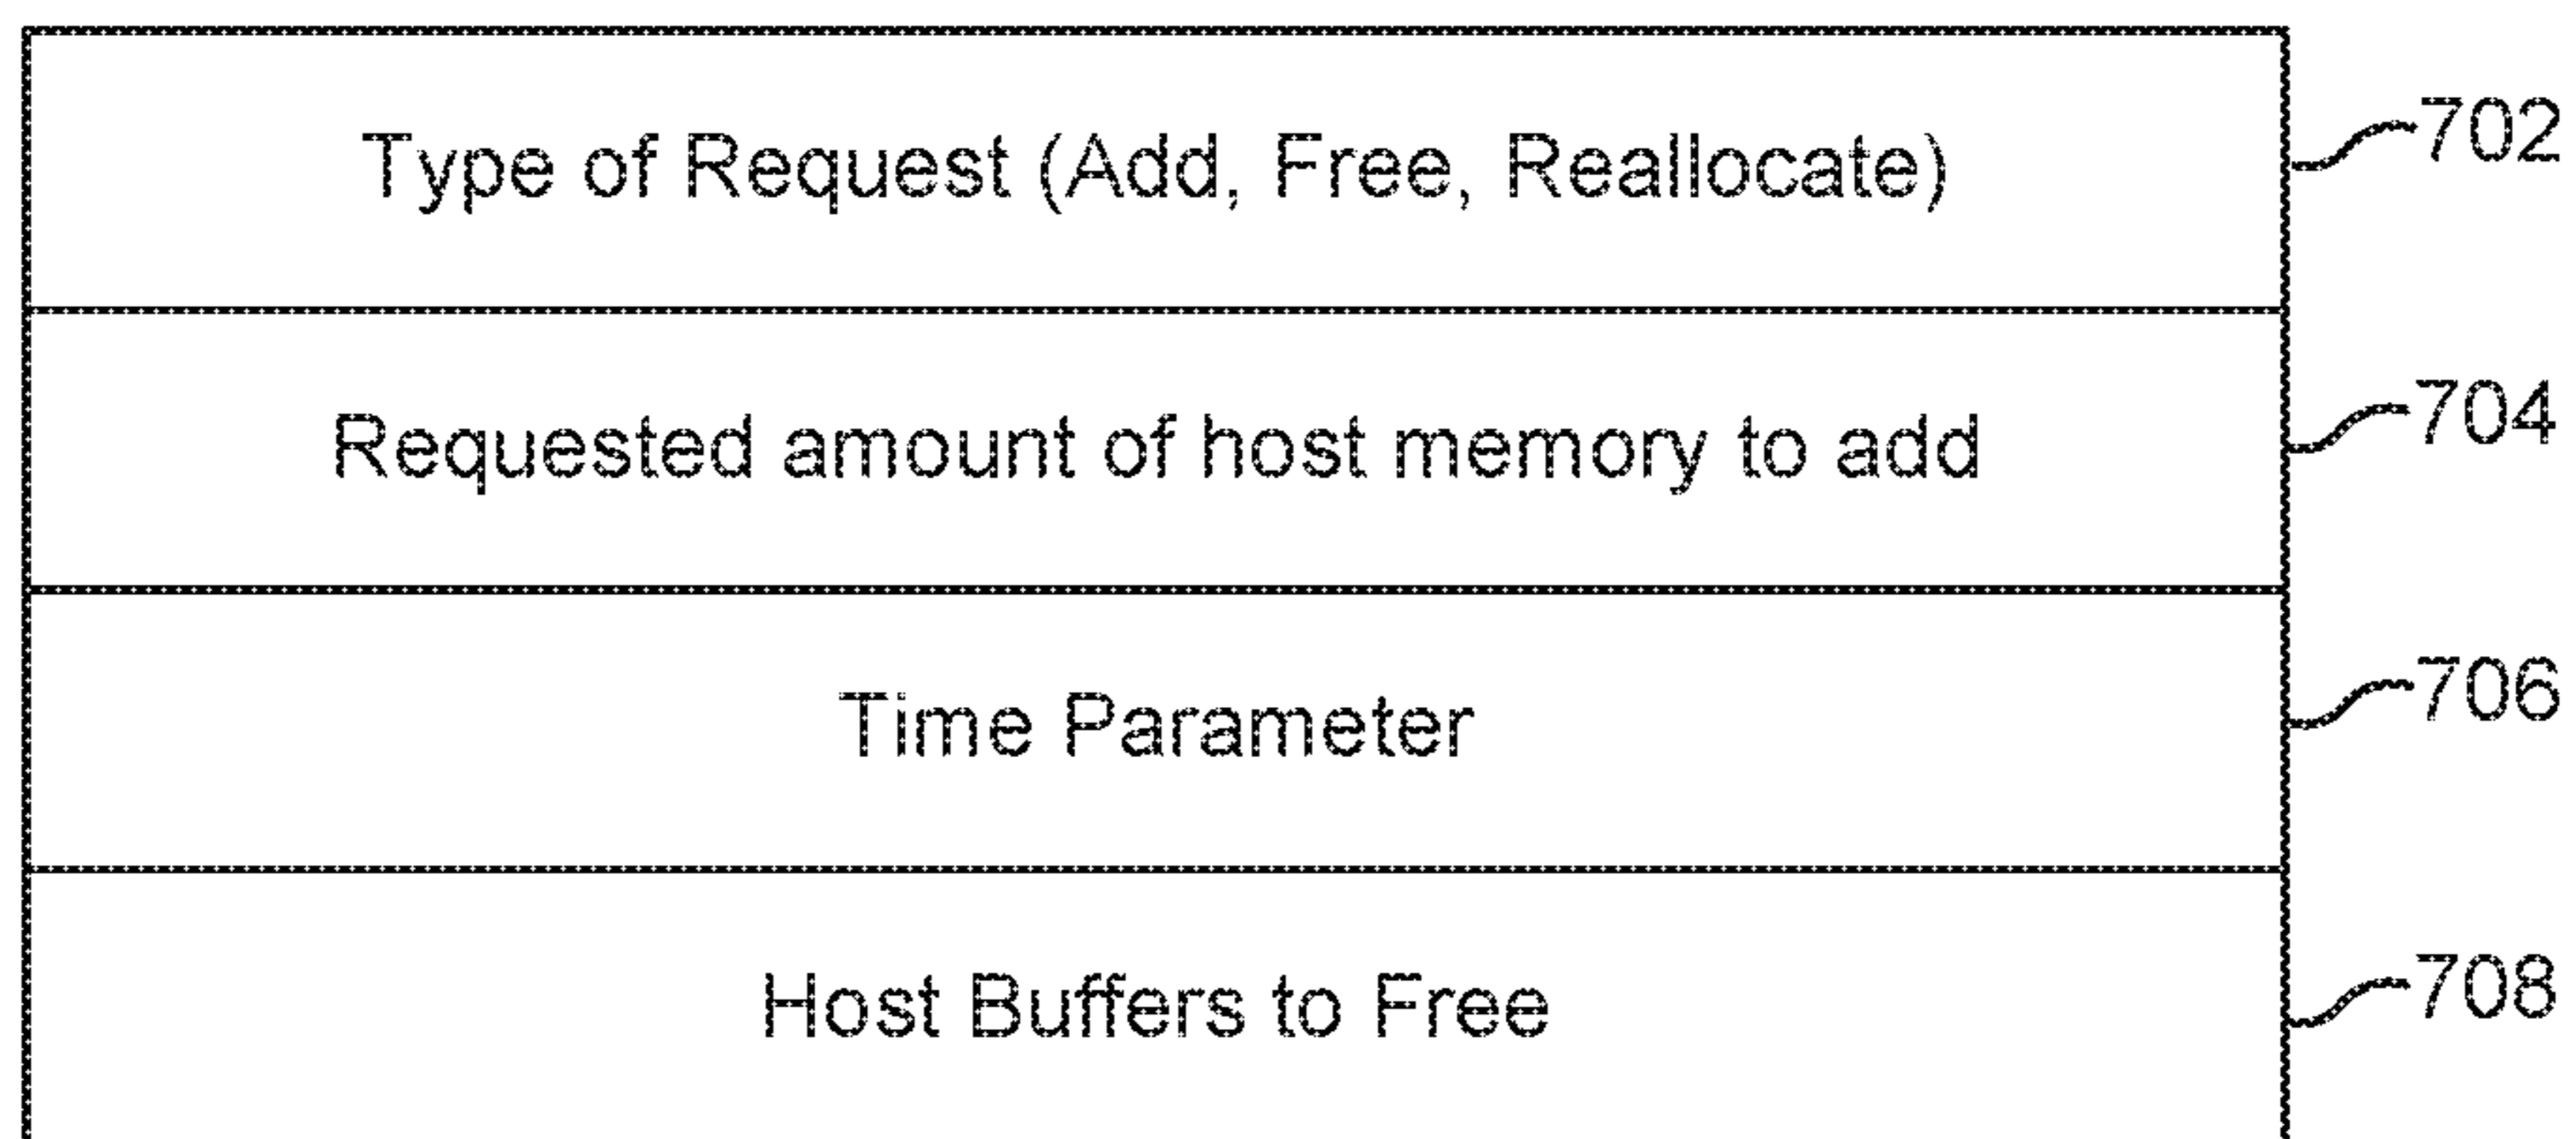 Type of Request (Add, Free, Reallocate) 702
Requested amount of host memory to add 704
Time Parameter 706
Host Buffers to Free 708